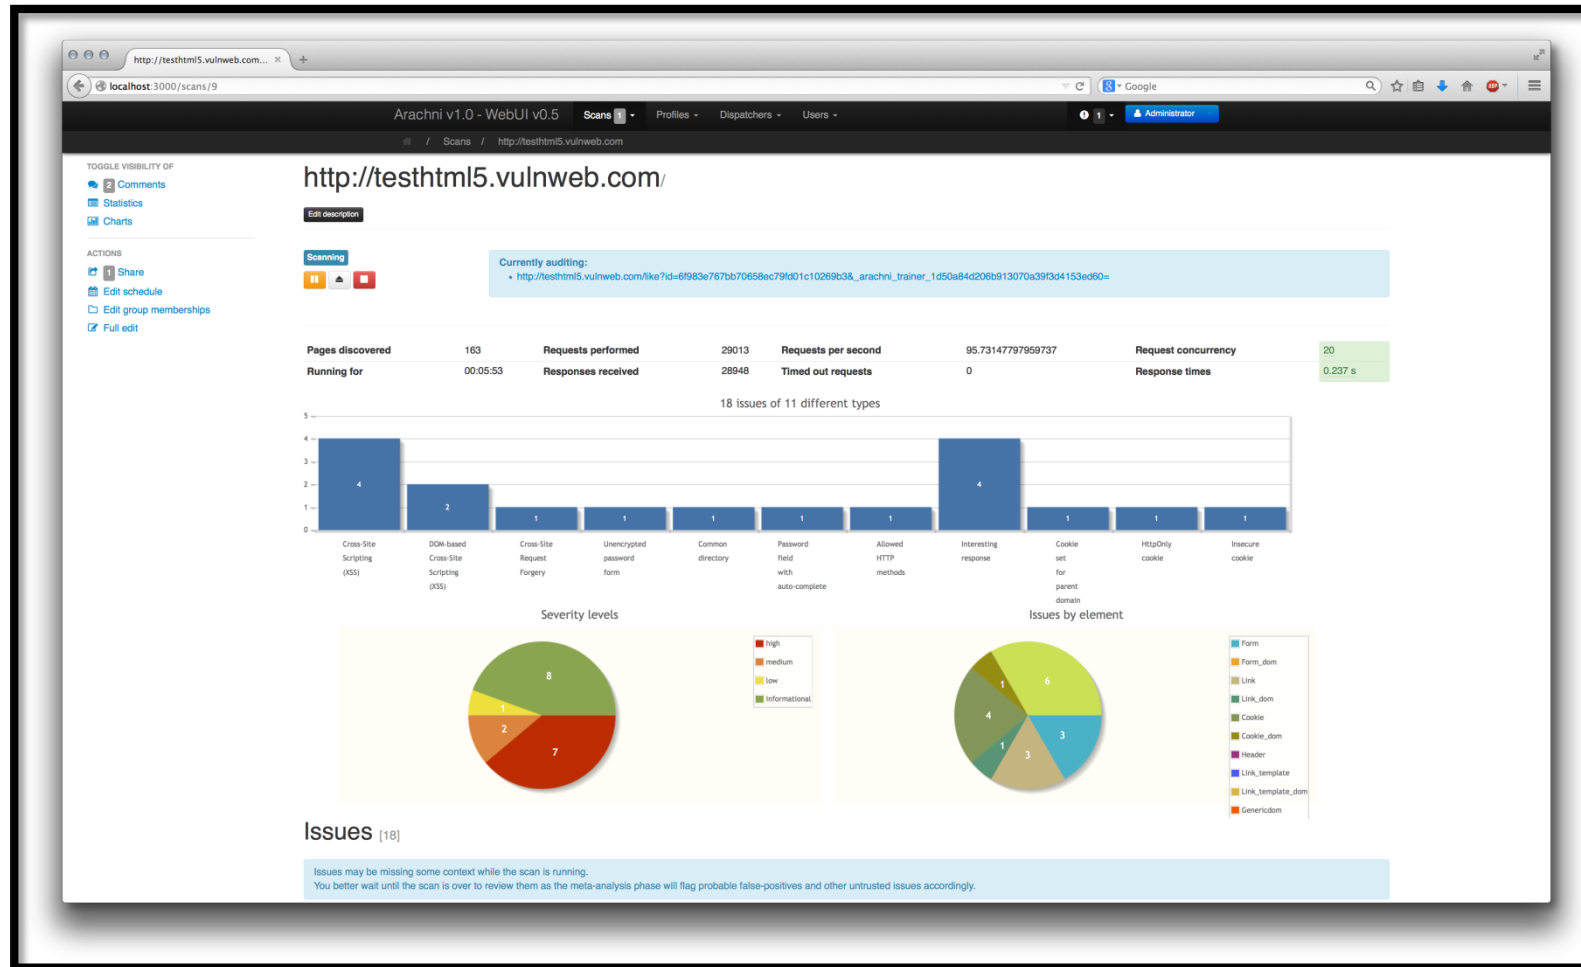 http://testhtml5.vulnweb.com... × +
localhost:3000/scans/9
Google
ABP
Arachni v1.0 - WebUI v0.5 Scans 1 Profiles Dispatchers Users 1 Administrator
/ Scans / http://testhtml5.vulnweb.com
TOGGLE VISIBILITY OF
2 Comments
Statistics
Charts
ACTIONS
1 Share
Edit schedule
Edit group memberships
Full edit
http://testhtml5.vulnweb.com/
Edit description
Scanning
Currently auditing:
• http://testhtml5.vulnweb.com/like?id=6f983e767bb70658ec79fd01c10269b3&_arachni_trainer_1d50a84d206b913070a39f3d4153ed60=
Pages discovered 163 Requests performed 29013 Requests per second 95.73147797959737 Request concurrency 20
Running for 00:05:53 Responses received 28948 Timed out requests 0 Response times 0.237 s
18 issues of 11 different types
5
4
3
2
1
0
4 2 1 1 1 1 1 4 1 1 1
Cross-Site Scripting (XSS)
DOM-based Cross-Site Scripting (XSS)
Cross-Site Request Forgery
Unencrypted password form
Common directory
Password field with auto-complete
Allowed HTTP methods
Interesting response
Cookie set for parent domain
HttpOnly cookie
Insecure cookie
Severity levels
8
1
2
7
high
medium
low
informational
Issues by element
6
1
4
3
1
3
Form
Form_dom
Link
Link_dom
Cookie
Cookie_dom
Header
Link_template
Link_template_dom
Genericdom
Issues [18]
Issues may be missing some context while the scan is running.
You better wait until the scan is over to review them as the meta-analysis phase will flag probable false-positives and other untrusted issues accordingly.